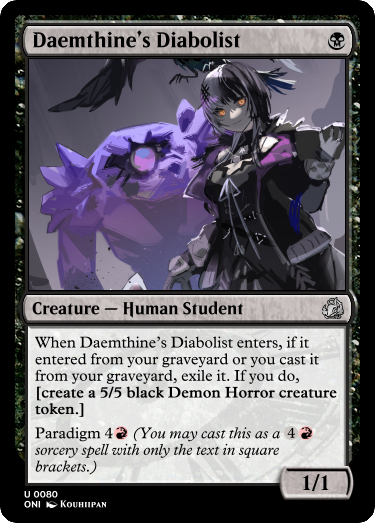 Daemthine's Diabolist
Creature — Human Student
When Daemthine's Diabolist enters, if it
entered from your graveyard or you cast it
from your graveyard, exile it. If you do,
[create a 5/5 black Demon Horror creature
token.]
Paradigm 4 (You may cast this as a 4
sorcery spell with only the text in square
brackets.)
1/1
U 0080
ONI Kouhiipan